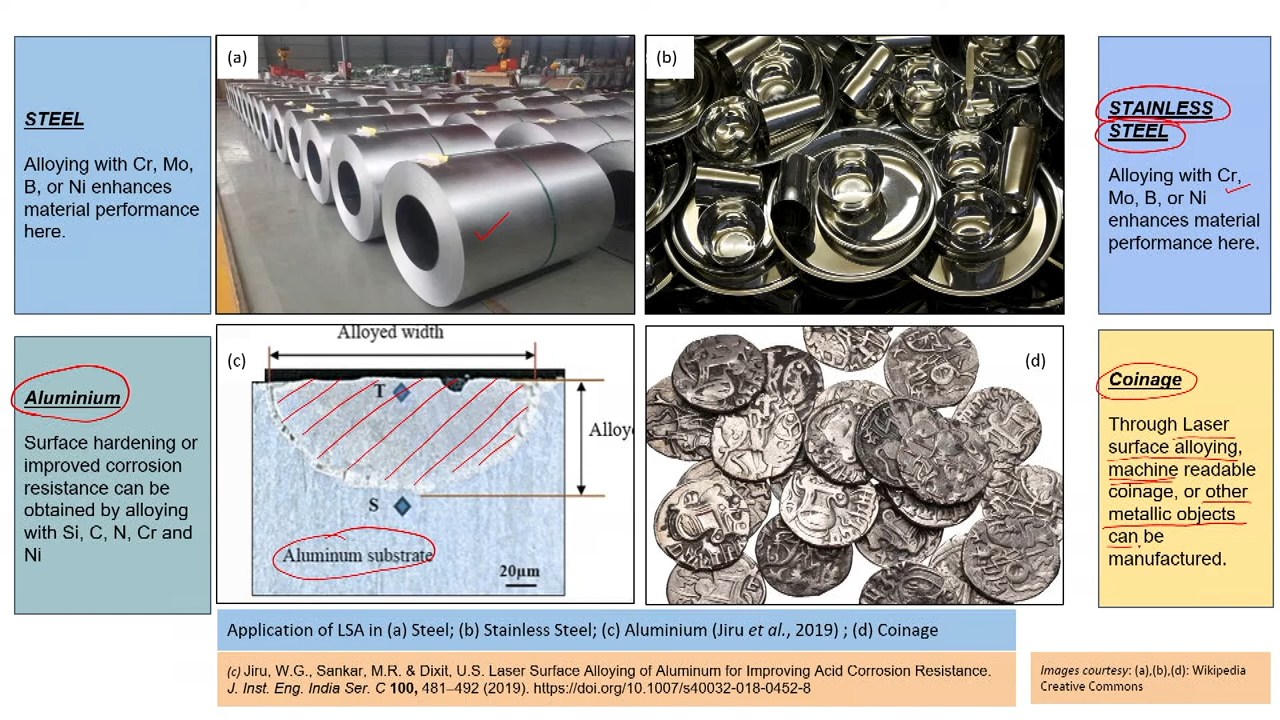 STEEL
Alloying with Cr, Mo,
B, or Ni enhances
material performance
here.
(a)
(b)
STAINLESS
STEEL
Alloying with Cr,
Mo, B, or Ni
enhances material
performance here.
Aluminium
Surface hardening or
improved corrosion
resistance can be
obtained by alloying
with Si, C, N, Cr and
Ni
(c)
Alloyed width
T
Alloye
S
Aluminum substrate
20μm
(d)
Coinage
Through Laser
surface alloying,
machine readable
coinage, or other
metallic objects
can be
manufactured.
Application of LSA in (a) Steel; (b) Stainless Steel; (c) Aluminium (Jiru et al., 2019) ; (d) Coinage
(c) Jiru, W.G., Sankar, M.R. & Dixit, U.S. Laser Surface Alloying of Aluminum for Improving Acid Corrosion Resistance.
J. Inst. Eng. India Ser. C 100, 481–492 (2019). https://doi.org/10.1007/s40032-018-0452-8
Images courtesy: (a),(b),(d): Wikipedia
Creative Commons